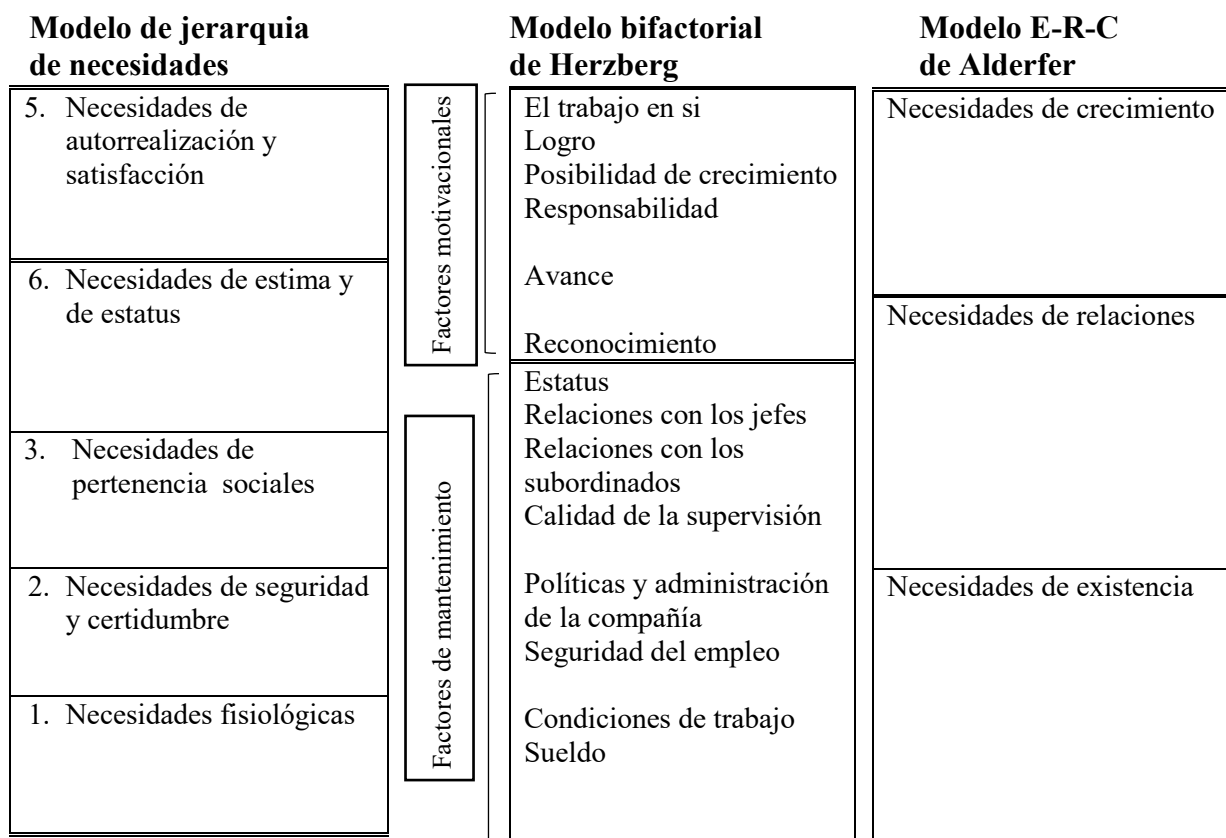 Modelo de jerarquia
de necesidades
5. Necesidades de
autorrealización y
satisfacción
6. Necesidades de estima y
de estatus
3. Necesidades de
pertenencia sociales
2. Necesidades de seguridad
y certidumbre
1. Necesidades fisiológicas
Factores motivacionales
Factores de mantenimiento
Modelo bifactorial
de Herzberg
El trabajo en si
Logro
Posibilidad de crecimiento
Responsabilidad
Avance
Reconocimiento
Estatus
Relaciones con los jefes
Relaciones con los
subordinados
Calidad de la supervisión
Políticas y administración
de la compañía
Seguridad del empleo
Condiciones de trabajo
Sueldo
Modelo E-R-C
de Alderfer
Necesidades de crecimiento
Necesidades de relaciones
Necesidades de existencia